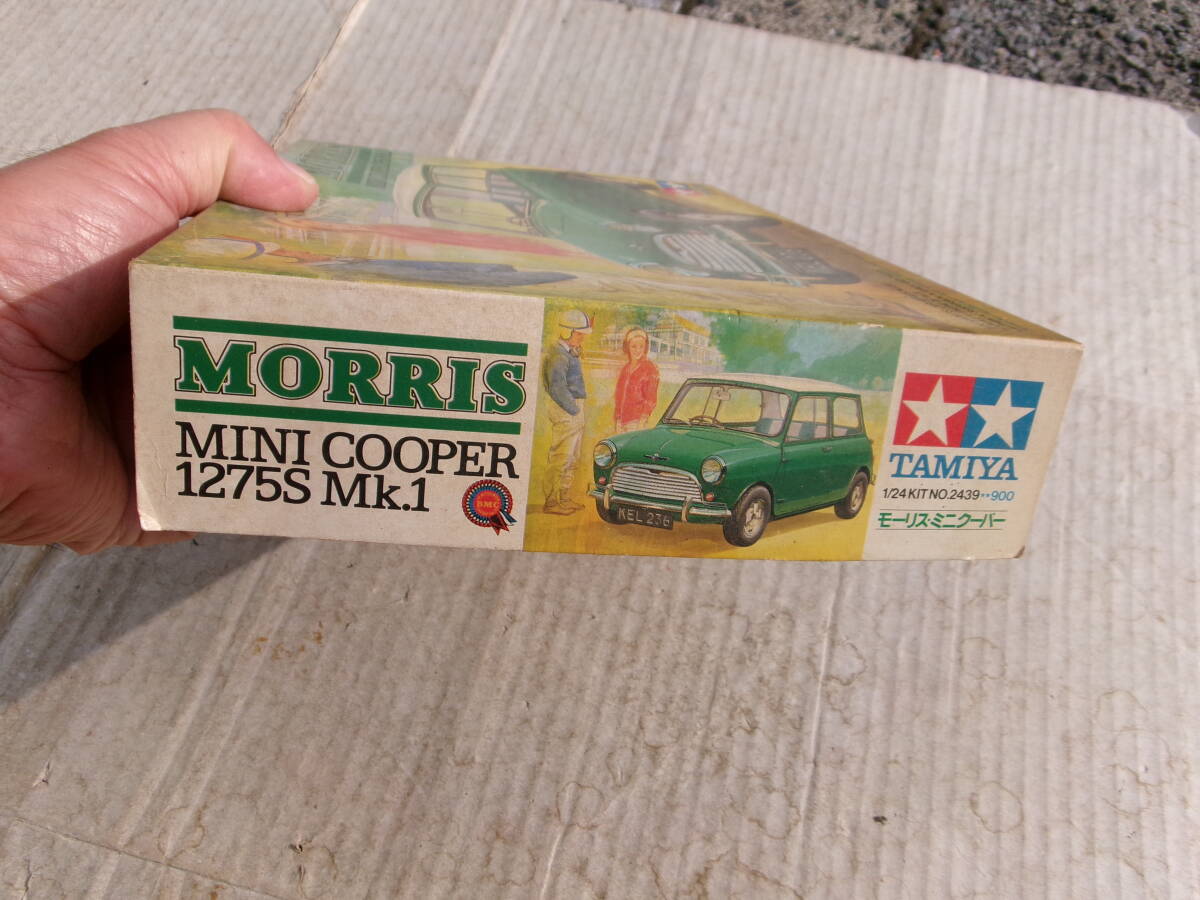 MORRIS
MINI COOPER
1275S Mk.1
BMC
KEL 236
TAMIYA
1/24 KIT NO.2439 ★★900
モーリス・ミニクーパー